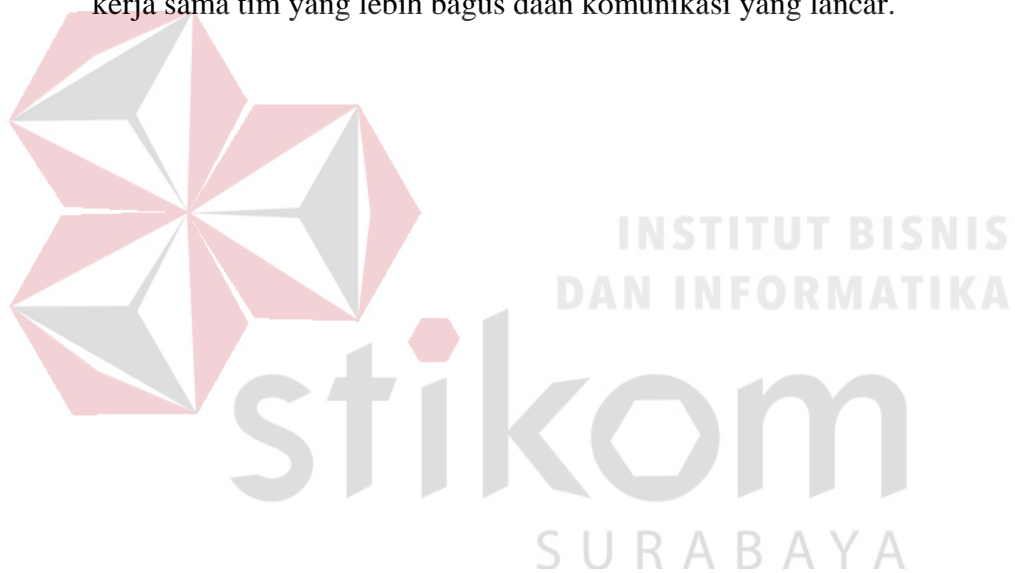 kerja sama tim yang lebih bagus daan komunikasi yang lancar.
INSTITUT BISNIS
DAN INFORMATIKA
stikom
SURABAYA